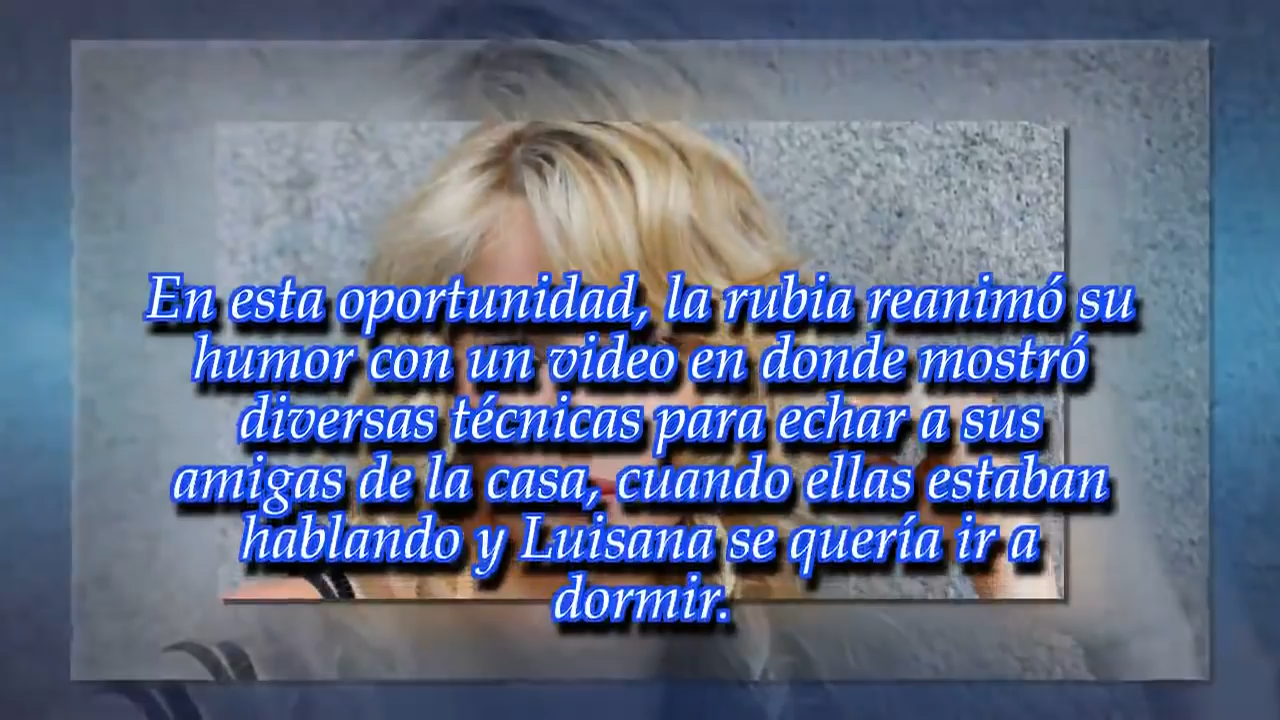 En esta oportunidad, la rubia reanimó su
humor con un video en donde mostró
diversas técnicas para echar a sus
amigas de la casa, cuando ellas estaban
hablando y Luisana se quería ir a
dormir.